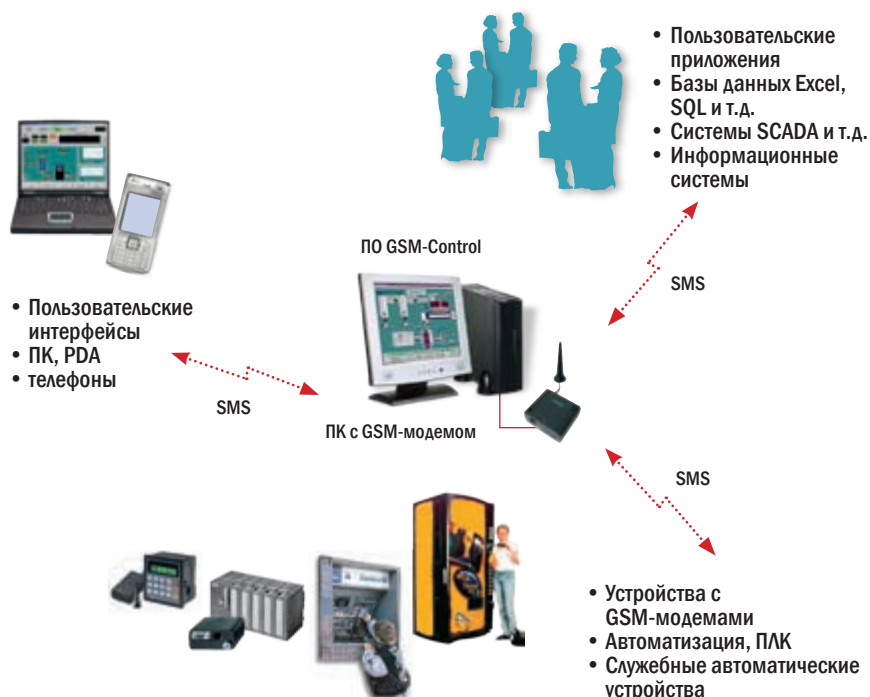 • Пользовательские
приложения
• Базы данных Excel,
SQL и т.д.
• Системы SCADA и т.д.
• Информационные
системы
ПО GSM-Control
SMS
• Пользовательские
интерфейсы
• ПК, PDA
• телефоны
SMS
ПК с GSM-модемом
SMS
• Устройства с
GSM-модемами
• Автоматизация, ПЛК
• Служебные автоматические
устройства